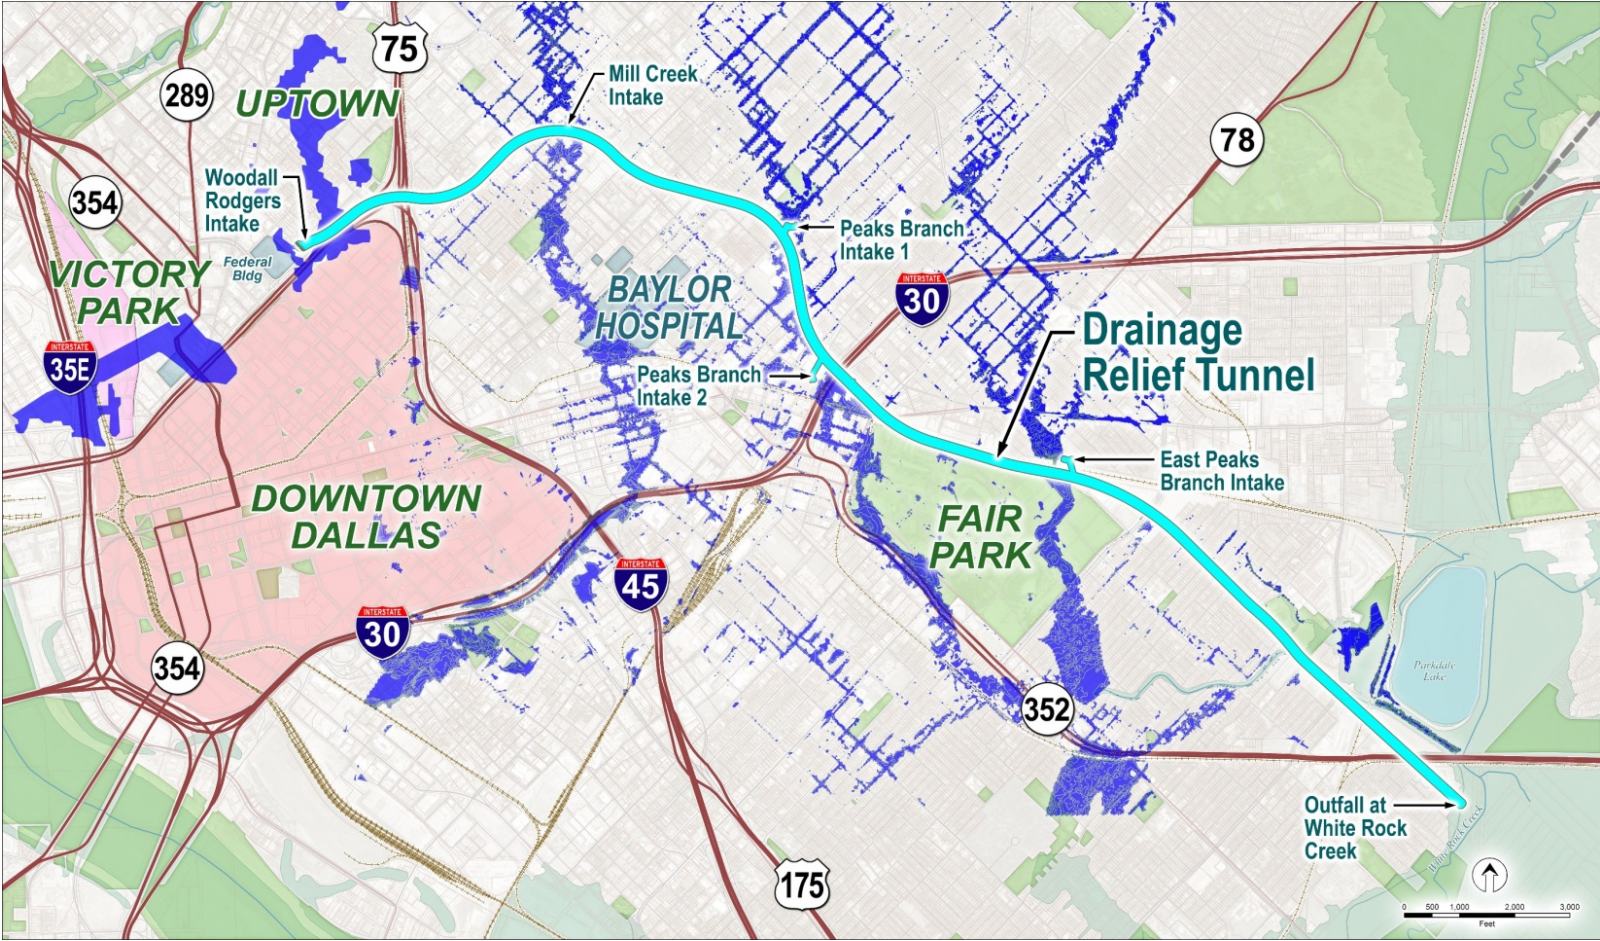 75
Mill Creek
Intake
289
UPTOWN
78
Woodall
Rodgers
Intake
354
Peaks Branch
Intake 1
Federal
Bldg
VICTORY
PARK
BAYLOR
HOSPITAL
INTERSTATE
30
Drainage
Relief Tunnel
INTERSTATE
35E
Peaks Branch
Intake 2
East Peaks
Branch Intake
DOWNTOWN
DALLAS
FAIR
PARK
INTERSTATE
45
INTERSTATE
30
354
Parkdale
Lake
352
Outfall at
White Rock
Creek
White Rock Creek
175
0 500 1,000 2,000 3,000
Feet